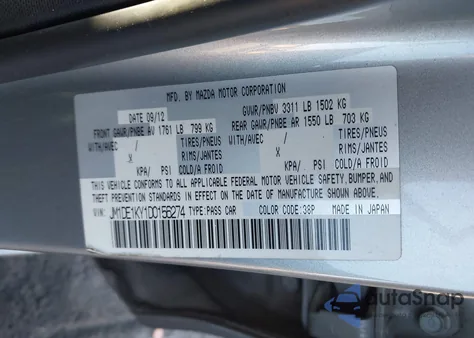 MFD. BY MAZDA MOTOR CORPORATION
DATE 09/12 GVWR/PNBV 3311 LB 1502 KG
FRONT GAWR/PNBE AV 1761 LB 799 KG REAR GAWR/PNBE AR 1550 LB 703 KG
WITH/AVEC / TIRES/PNEUS WITH/AVEC / TIRES/PNEUS
X RIMS/JANTES X RIMS/JANTES
KPA/ PSI COLD/A FROID KPA/ PSI COLD/A FROID
THIS VEHICLE CONFORMS TO ALL APPLICABLE FEDERAL MOTOR VEHICLE SAFETY, BUMPER, AND
THEFT PREVENTION STANDARDS IN EFFECT ON THE DATE OF MANUFACTURE SHOWN ABOVE.
VIN: JM1DE1KY1D0156274 TYPE:PASS CAR COLOR CODE:38P MADE IN JAPAN
autoSnap
www.autosnap.com